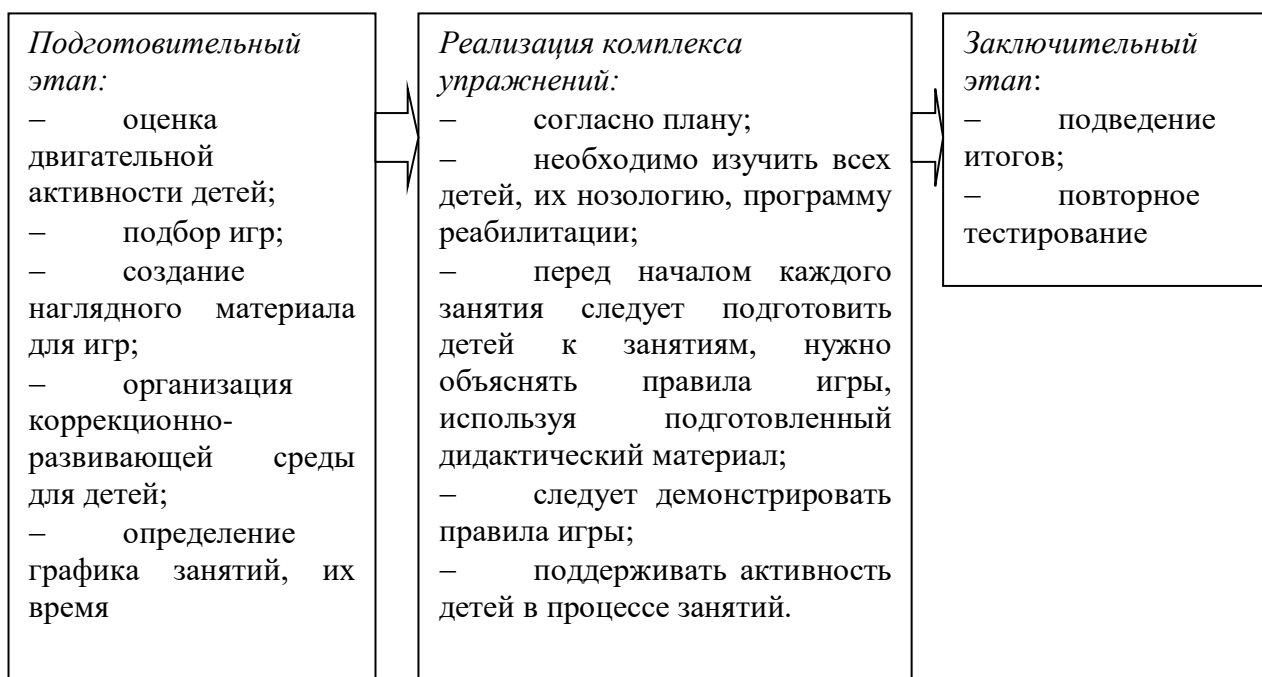 Подготовительный
этап:
– оценка
двигательной
активности детей;
– подбор игр;
– создание
наглядного материала
для игр;
– организация
коррекционно-
развивающей среды
для детей;
– определение
графика занятий, их
время
Реализация комплекса
упражнений:
– согласно плану;
– необходимо изучить всех
детей, их нозологию, программу
реабилитации;
– перед началом каждого
занятия следует подготовить
детей к занятиям, нужно
объяснять правила игры,
используя подготовленный
дидактический материал;
– следует демонстрировать
правила игры;
– поддерживать активность
детей в процессе занятий.
Заключительный
этап:
– подведение
итогов;
– повторное
тестирование